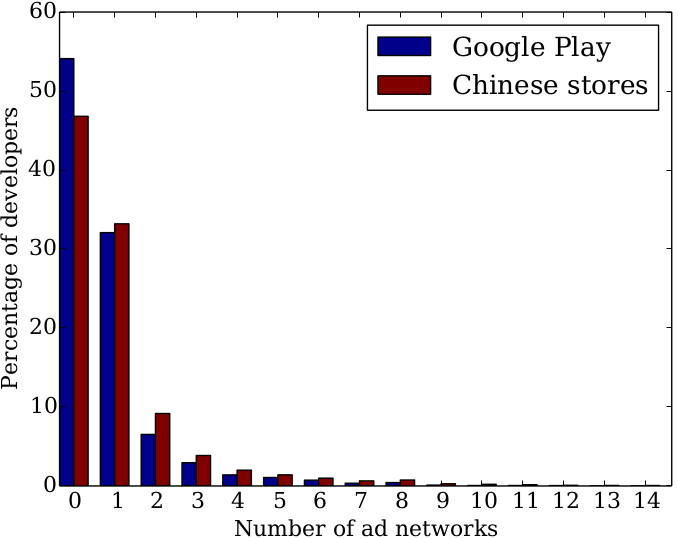 60
50
40
30
20
10
0
Percentage of developers
Google Play
Chinese stores
0 1 2 3 4 5 6 7 8 9 10 11 12 13 14
Number of ad networks